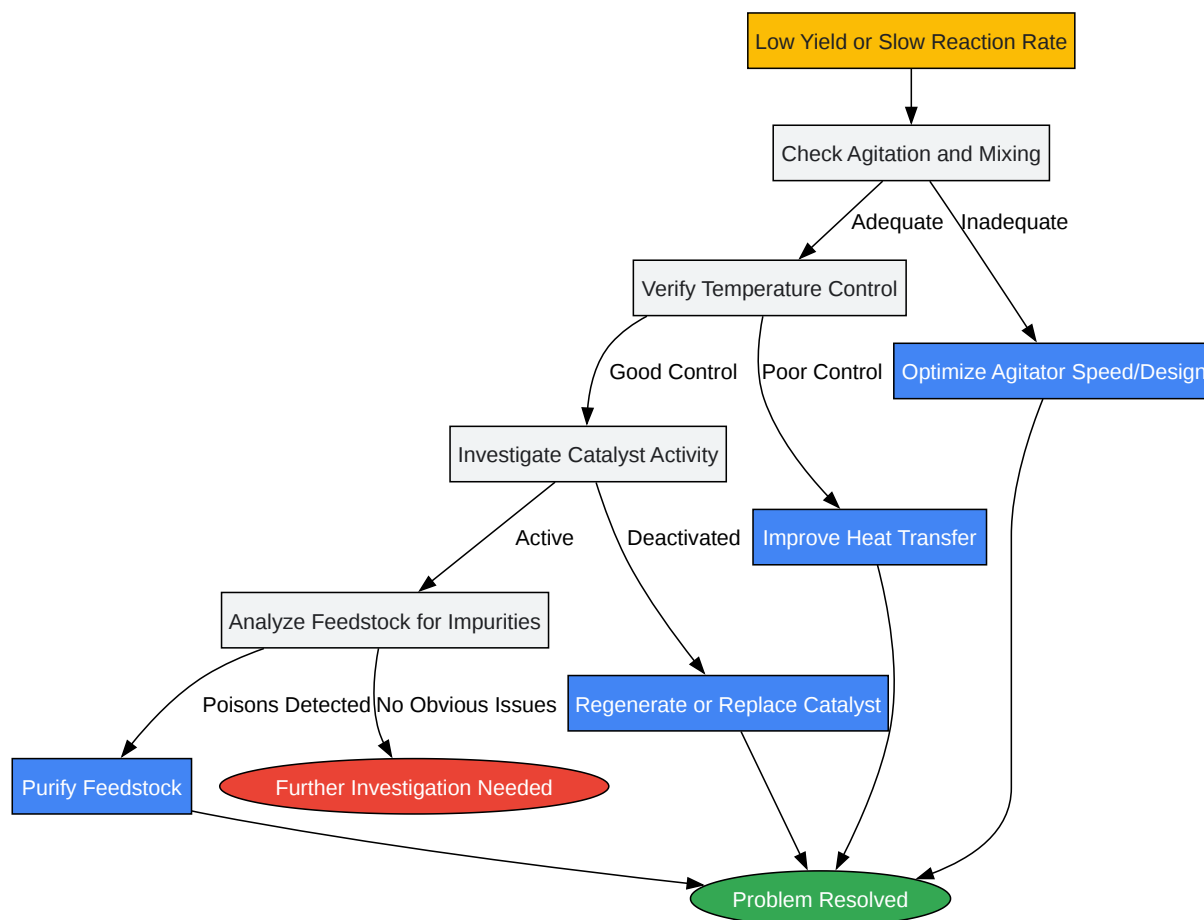 Low Yield or Slow Reaction Rate
Check Agitation and Mixing
Adequate
Inadequate
Verify Temperature Control
Good Control
Poor Control
Optimize Agitator Speed/Design
Investigate Catalyst Activity
Active
Deactivated
Improve Heat Transfer
Analyze Feedstock for Impurities
Poisons Detected
No Obvious Issues
Regenerate or Replace Catalyst
Purify Feedstock
Further Investigation Needed
Problem Resolved